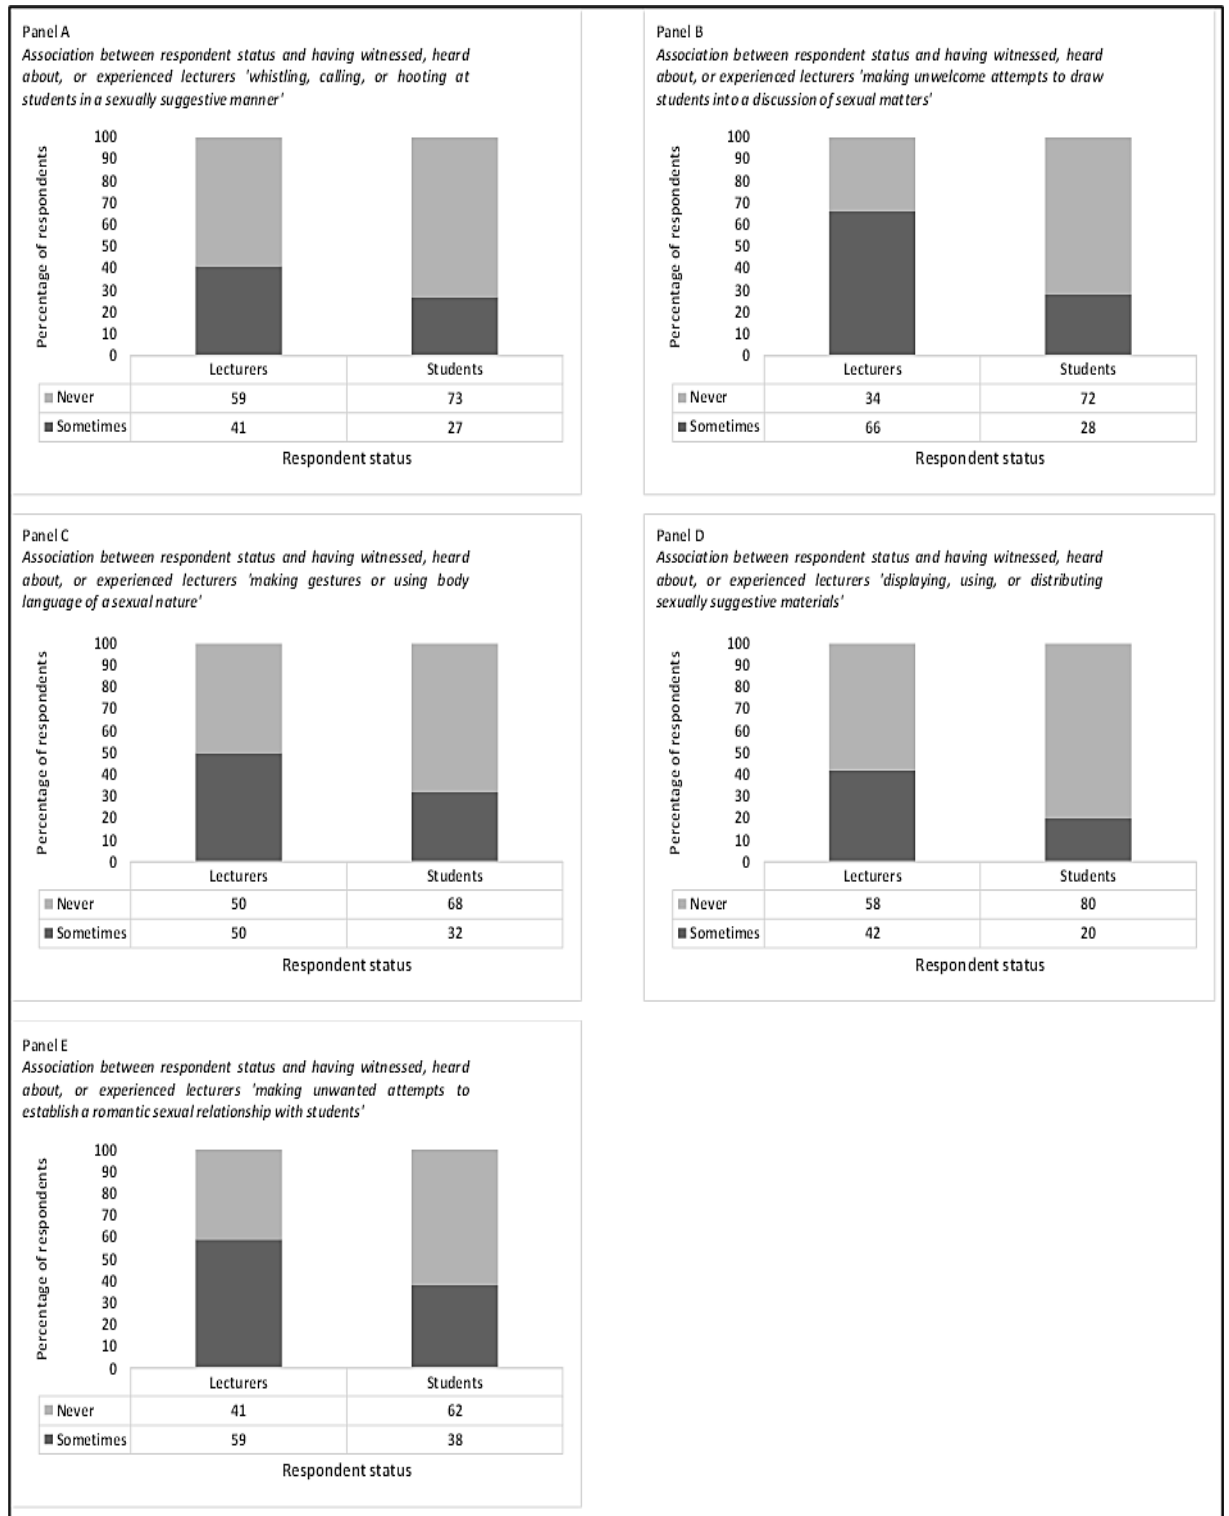 Panel A
Association between respondent status and having witnessed, heard
about, or experienced lecturers 'whistling, calling, or hooting at
students in a sexually suggestive manner'
Percentage of respondents
100
90
80
70
60
50
40
30
20
10
0
Lecturers Students
Never 59 73
Sometimes 41 27
Respondent status
Panel B
Association between respondent status and having witnessed, heard
about, or experienced lecturers 'making unwelcome attempts to draw
students into a discussion of sexual matters'
Percentage of respondents
100
90
80
70
60
50
40
30
20
10
0
Lecturers Students
Never 34 72
Sometimes 66 28
Respondent status
Panel C
Association between respondent status and having witnessed, heard
about, or experienced lecturers 'making gestures or using body
language of a sexual nature'
Percentage of respondents
100
90
80
70
60
50
40
30
20
10
0
Lecturers Students
Never 50 68
Sometimes 50 32
Respondent status
Panel D
Association between respondent status and having witnessed, heard
about, or experienced lecturers 'displaying, using, or distributing
sexually suggestive materials'
Percentage of respondents
100
90
80
70
60
50
40
30
20
10
0
Lecturers Students
Never 58 80
Sometimes 42 20
Respondent status
Panel E
Association between respondent status and having witnessed, heard
about, or experienced lecturers 'making unwanted attempts to
establish a romantic sexual relationship with students'
Percentage of respondents
100
90
80
70
60
50
40
30
20
10
0
Lecturers Students
Never 41 62
Sometimes 59 38
Respondent status